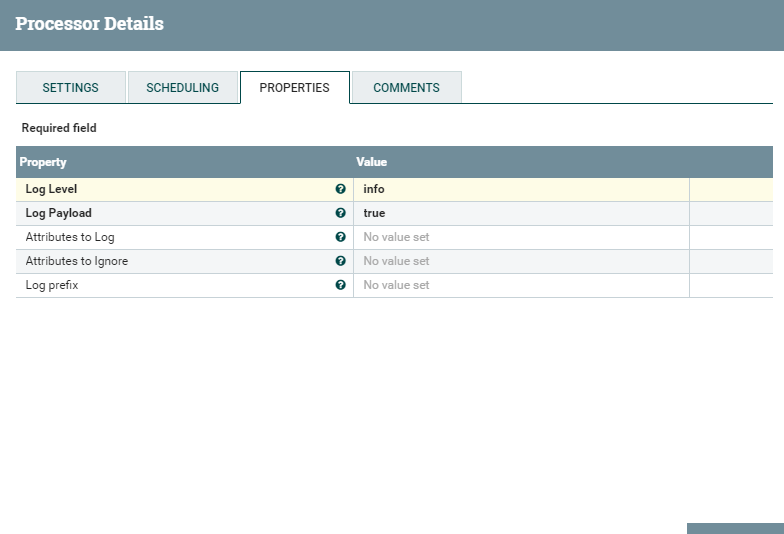 Processor Details
SETTINGS SCHEDULING PROPERTIES COMMENTS
Required field
Property Value
Log Level info
Log Payload true
Attributes to Log No value set
Attributes to Ignore No value set
Log prefix No value set